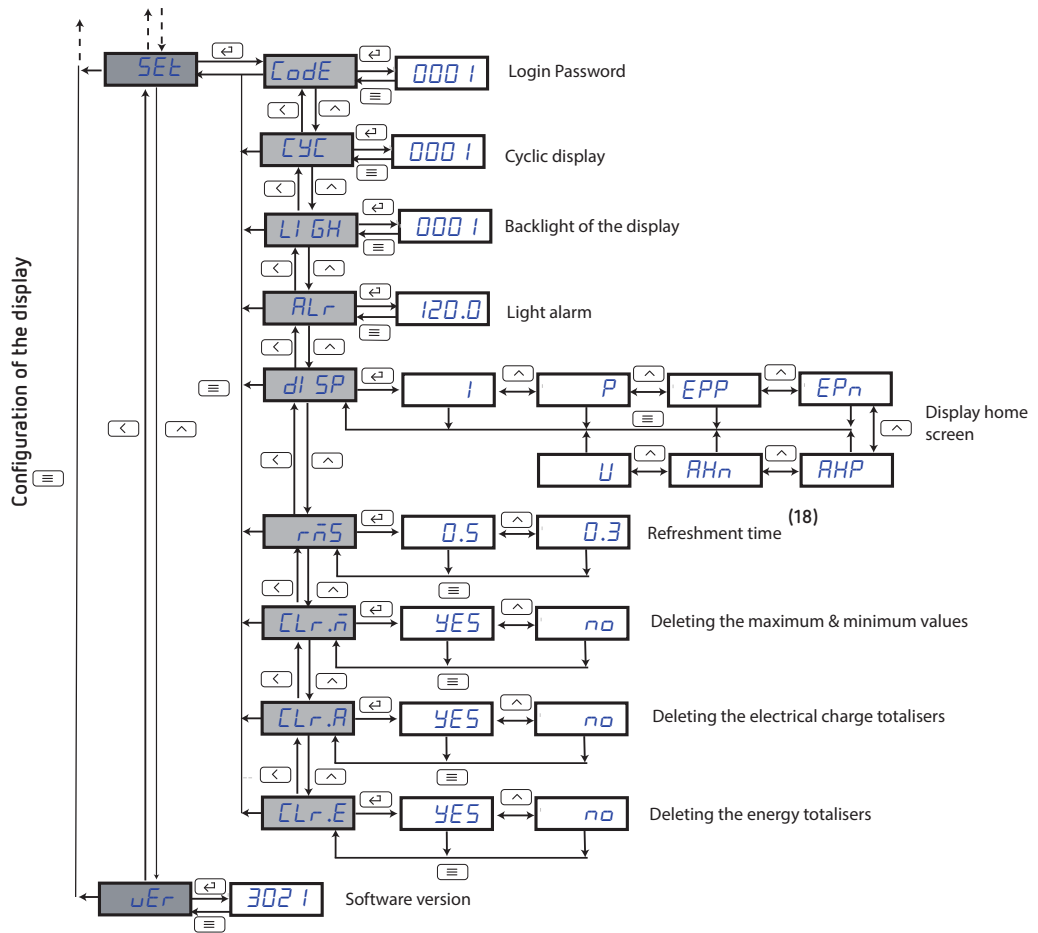 SEt
CodE
0001
Login Password
CYC
0001
Cyclic display
LIGH
0001
Backlight of the display
ALr
120.0
Light alarm
dISP
I
P
EPP
EPn
Display home
screen
U
AHn
AHP
rn̄S
0.5
0.3
Refreshment time (18)
CLr.n̄
YES
no
Deleting the maximum & minimum values
CLr.A
YES
no
Deleting the electrical charge totalisers
CLr.E
YES
no
Deleting the energy totalisers
uEr
3021
Software version
Configuration of the display